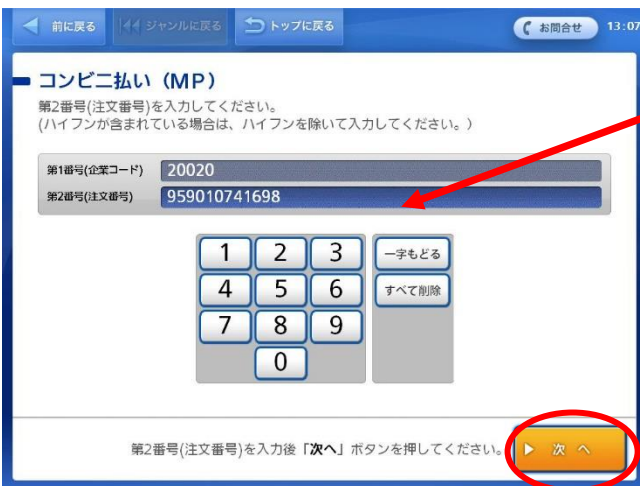 前に戻る ジャンルに戻る トップに戻る お問合せ 13:07
コンビニ払い（MP）
第2番号(注文番号)を入力してください。
(ハイフンが含まれている場合は、ハイフンを除いて入力してください。)
第1番号(企業コード) 20020
第2番号(注文番号) 959010741698
1 2 3 一字もどる
4 5 6 すべて削除
7 8 9
0
第2番号(注文番号)を入力後「次へ」ボタンを押してください。 次へ